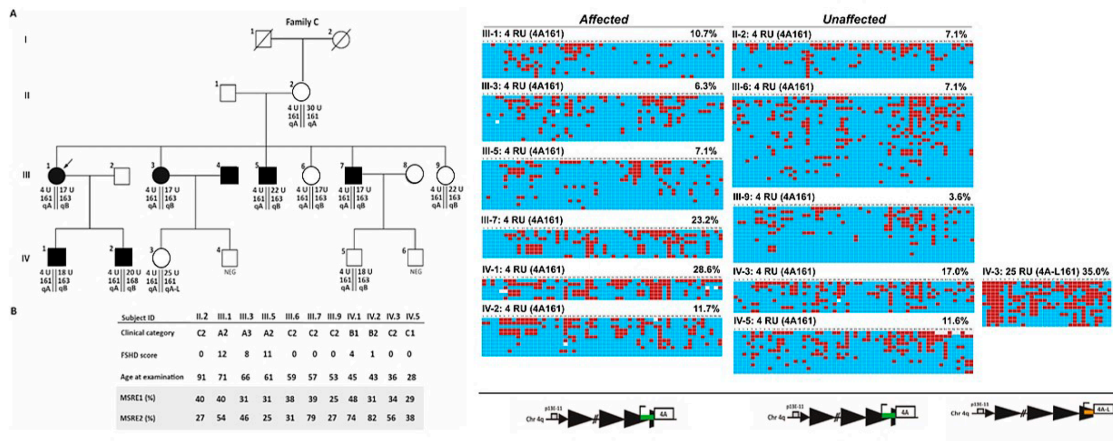 A
Family C
I
1
2
II
1
2
4 U 30 U
161 161
qA qA
III
1
2
3
4
5
6
7
8
9
4 U 17 U
161 163
qA qB
4 U 17 U
161 163
qA qB
4 U 22 U
161 163
qA qB
4 U 17U
161 163
qA qB
4 U 17 U
161 163
qA qB
4 U 22 U
161 163
qA qB
IV
1
2
3
4
5
6
4 U 18 U
161 163
qA qB
4 U 20 U
161 168
qA qB
4 U 25 U
161 161
qA qA-L
NEG
4 U 18 U
161 163
qA qB
NEG
B
Subject ID II.2 III.1 III.3 III.5 III.6 III.7 III.9 IV.1 IV.2 IV.3 IV.5
Clinical category C2 A2 A3 A2 C2 C2 C2 B1 B2 C2 C1
FSHD score 0 12 8 11 0 0 0 4 1 0 0
Age at examination 91 71 66 61 59 57 53 45 43 36 28
MSRE1 (%) 40 40 31 31 38 39 25 48 31 34 29
MSRE2 (%) 27 54 46 25 31 79 27 74 82 56 38
Affected
III-1: 4 RU (4A161) 10.7%
III-3: 4 RU (4A161) 6.3%
III-5: 4 RU (4A161) 7.1%
III-7: 4 RU (4A161) 23.2%
IV-1: 4 RU (4A161) 28.6%
IV-2: 4 RU (4A161) 11.7%
Unaffected
II-2: 4 RU (4A161) 7.1%
III-6: 4 RU (4A161) 7.1%
III-9: 4 RU (4A161) 3.6%
IV-3: 4 RU (4A161) 17.0%
IV-3: 25 RU (4A-L161) 35.0%
IV-5: 4 RU (4A161) 11.6%
p13E-11
Chr 4q
4A
p13E-11
Chr 4q
4A
p13E-11
Chr 4q
4A-L